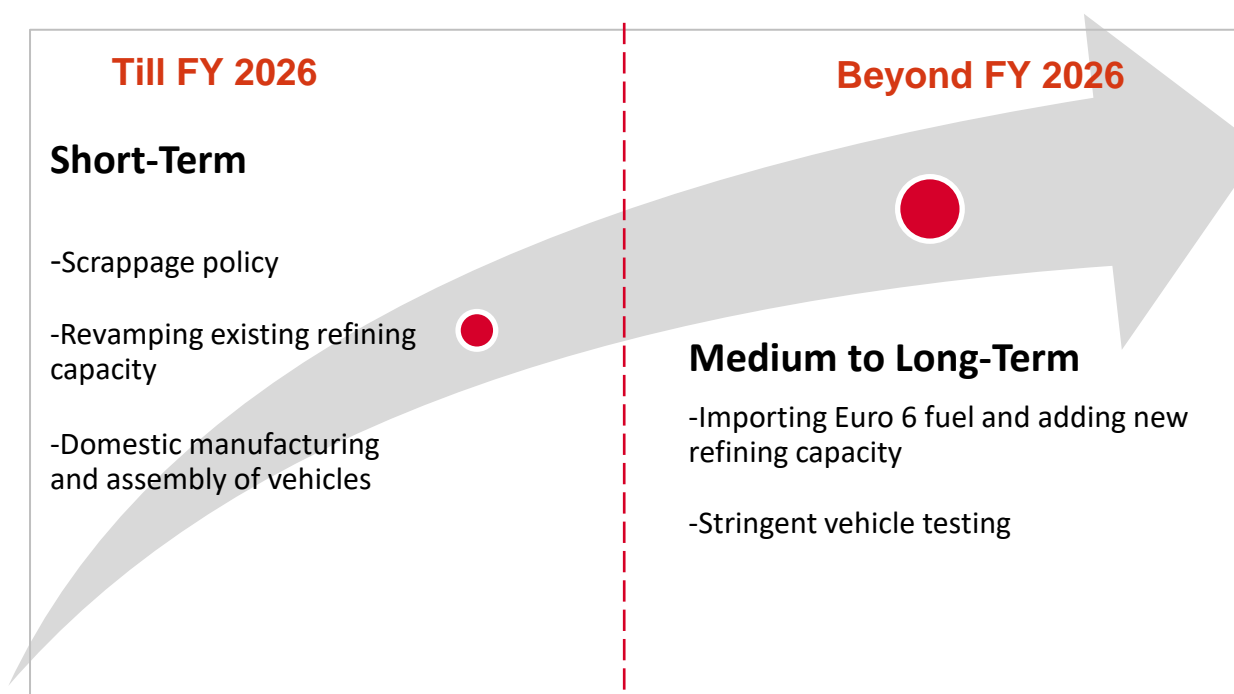 Till FY 2026
Short-Term
-Scrappage policy
-Revamping existing refining
capacity
-Domestic manufacturing
and assembly of vehicles
Beyond FY 2026
Medium to Long-Term
-Importing Euro 6 fuel and adding new
refining capacity
-Stringent vehicle testing